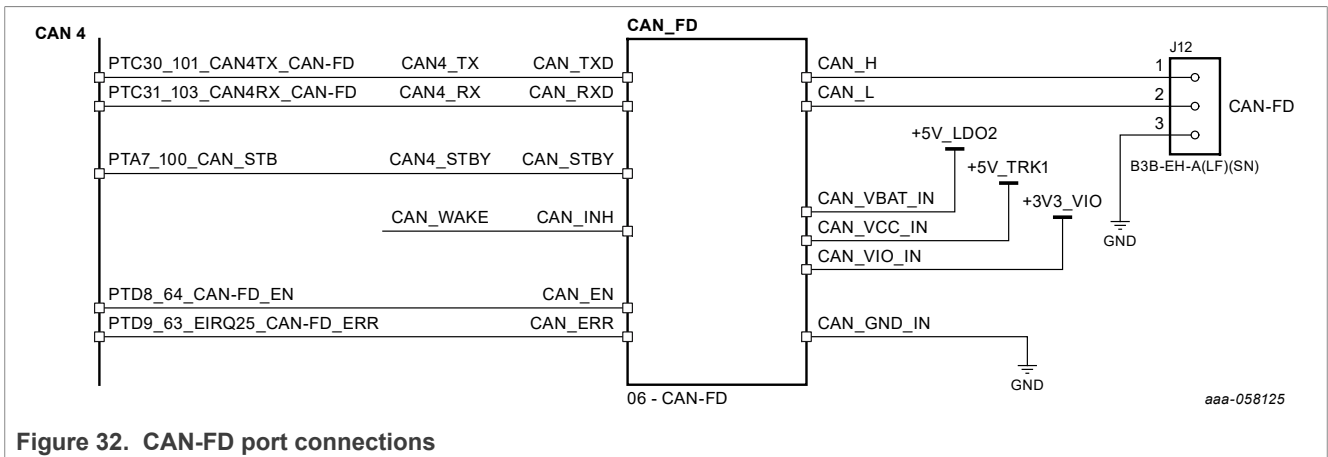 CAN 4
CAN_FD
J12
PTC30_101_CAN4TX_CAN-FD CAN4_TX CAN_TXD CAN_H 1
PTC31_103_CAN4RX_CAN-FD CAN4_RX CAN_RXD CAN_L 2 CAN-FD
3
+5V_LDO2
PTA7_100_CAN_STB CAN4_STBY CAN_STBY +5V_TRK1 B3B-EH-A(LF)(SN)
CAN_VBAT_IN +3V3_VIO
CAN_WAKE CAN_INH CAN_VCC_IN GND
CAN_VIO_IN
PTD8_64_CAN-FD_EN CAN_EN
PTD9_63_EIRQ25_CAN-FD_ERR CAN_ERR CAN_GND_IN
GND
06 - CAN-FD aaa-058125
Figure 32. CAN-FD port connections